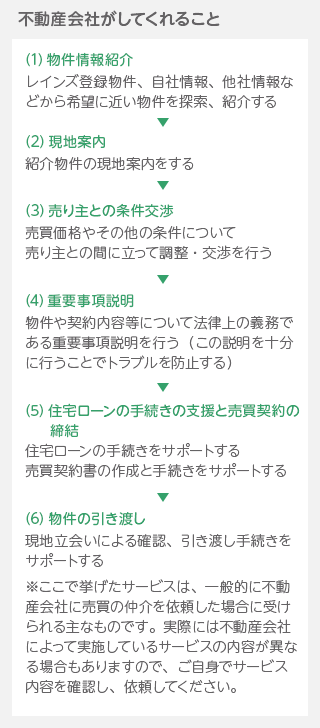 不動産会社がしてくれること
(1) 物件情報紹介
レインズ登録物件、自社情報、他社情報な
どから希望に近い物件を探索、紹介する
▼
(2) 現地案内
紹介物件の現地案内をする
▼
(3) 売り主との条件交渉
売買価格やその他の条件について
売り主との間に立って調整・交渉を行う
▼
(4) 重要事項説明
物件や契約内容等について法律上の義務で
ある重要事項説明を行う（この説明を十分
に行うことでトラブルを防止する）
▼
(5) 住宅ローンの手続きの支援と売買契約の
締結
住宅ローンの手続きをサポートする
売買契約書の作成と手続きをサポートする
▼
(6) 物件の引き渡し
現地立会いによる確認、引き渡し手続きを
サポートする
※ここで挙げたサービスは、一般的に不動
産会社に売買の仲介を依頼した場合に受け
られる主なものです。実際には不動産会社
によって実施しているサービスの内容が異な
る場合もありますので、ご自身でサービス
内容を確認し、依頼してください。